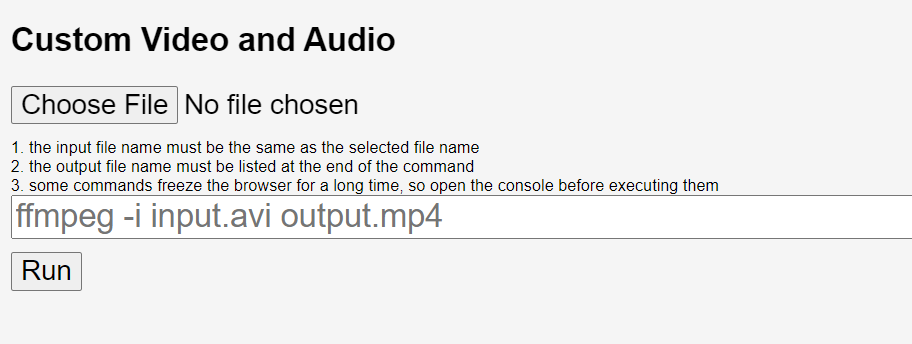 Custom Video and Audio
Choose File No file chosen
1. the input file name must be the same as the selected file name
2. the output file name must be listed at the end of the command
3. some commands freeze the browser for a long time, so open the console before executing them
ffmpeg -i input.avi output.mp4
Run